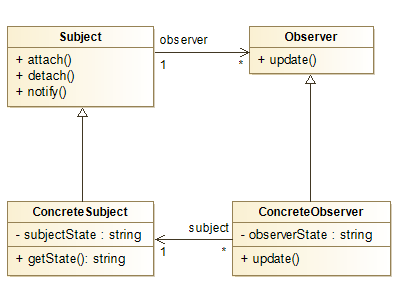 Subject
+ attach()
+ detach()
+ notify()
observer
1
*
Observer
+ update()
ConcreteSubject
- subjectState : string
+ getState(): string
subject
1
*
ConcreteObserver
- observerState : string
+ update()